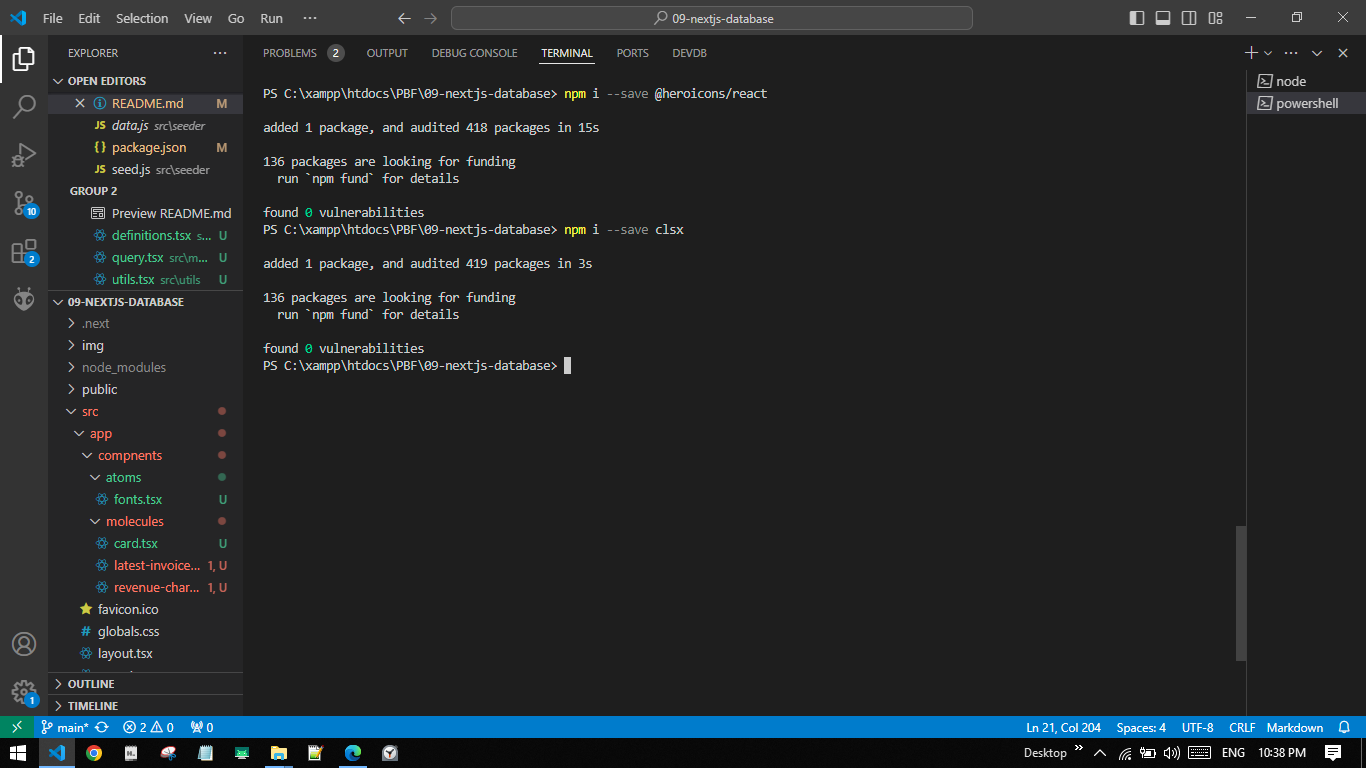 File Edit Selection View Go Run ··· 09-nextjs-database
EXPLORER ···
OPEN EDITORS
README.md M
JS data.js src\seeder
{} package.json M
JS seed.js src\seeder
GROUP 2
Preview README.md
definitions.tsx s... U
query.tsx src\m... U
utils.tsx src\utils U
09-NEXTJS-DATABASE
.next
img
node_modules
public
src
app
compnents
atoms
fonts.tsx U
molecules
card.tsx U
latest-invoice... 1, U
revenue-char... 1, U
favicon.ico
# globals.css
layout.tsx
OUTLINE
TIMELINE
10
2
1
PROBLEMS 2 OUTPUT DEBUG CONSOLE TERMINAL PORTS DEVDB
PS C:\xampp\htdocs\PBF\09-nextjs-database> npm i --save @heroicons/react
added 1 package, and audited 418 packages in 15s
136 packages are looking for funding
run `npm fund` for details
found 0 vulnerabilities
PS C:\xampp\htdocs\PBF\09-nextjs-database> npm i --save clsx
added 1 package, and audited 419 packages in 3s
136 packages are looking for funding
run `npm fund` for details
found 0 vulnerabilities
PS C:\xampp\htdocs\PBF\09-nextjs-database>
node
powershell
main* 2 0 0 Ln 21, Col 204 Spaces: 4 UTF-8 CRLF Markdown
Desktop ENG 10:38 PM